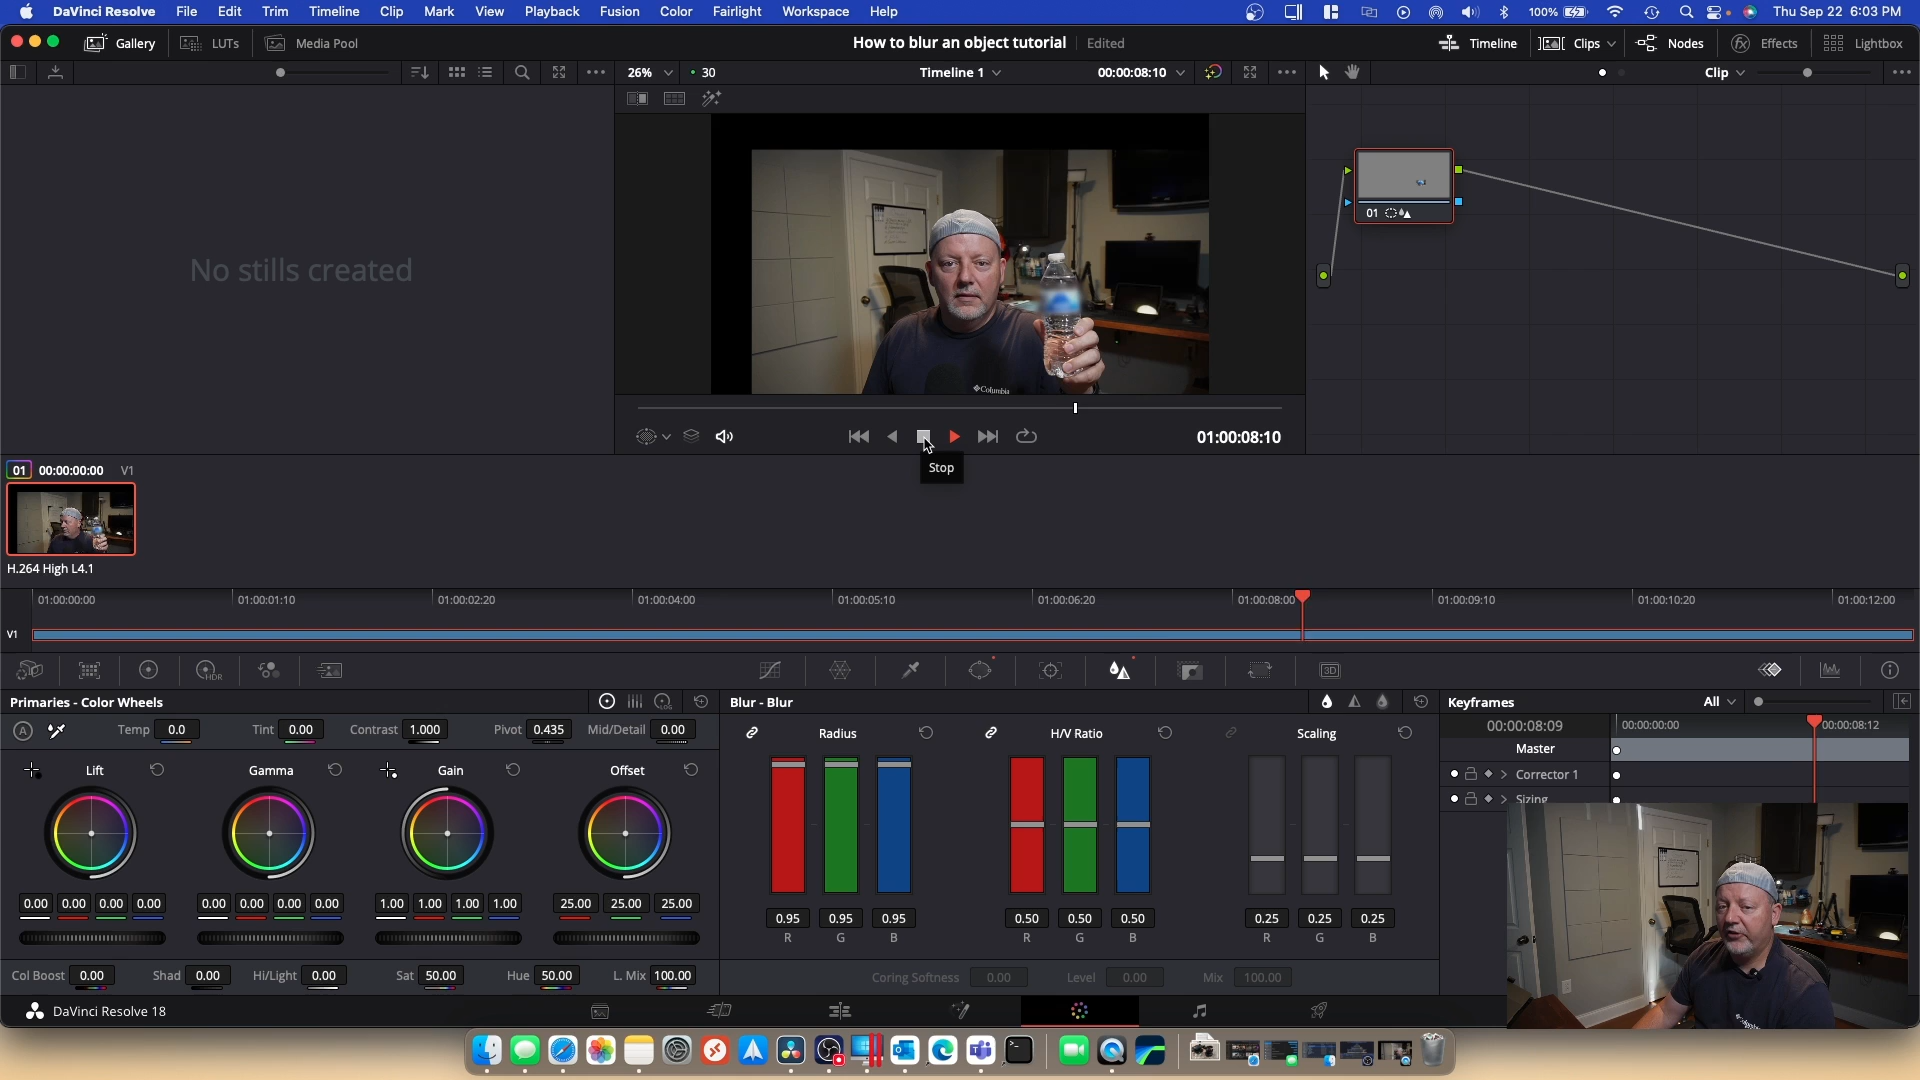 DaVinci Resolve File Edit Trim Timeline Clip Mark View Playback Fusion Color Fairlight Workspace Help 100% Thu Sep 22 6:03 PM
Gallery LUTs Media Pool How to blur an object tutorial Edited Timeline Clips Nodes Effects Lightbox
26% 30 Timeline 1 00:00:08:10 Clip
No stills created
Columbia
01
01:00:08:10
Stop
01 00:00:00:00 V1
H.264 High L4.1
01:00:00:00 01:00:01:10 01:00:02:20 01:00:04:00 01:00:05:10 01:00:06:20 01:00:08:00 01:00:09:10 01:00:10:20 01:00:12:00
V1
HDR
3D
Primaries - Color Wheels LOG Blur - Blur Keyframes All
A Temp 0.0 Tint 0.00 Contrast 1.000 Pivot 0.435 Mid/Detail 0.00
Radius H/V Ratio Scaling
00:00:08:09 00:00:00:00 00:00:08:12
Master
Lift Gamma Gain Offset
Corrector 1
Sizing
0.00 0.00 0.00 0.00 0.00 0.00 0.00 0.00 1.00 1.00 1.00 1.00 25.00 25.00 25.00
0.95 0.95 0.95 0.50 0.50 0.50 0.25 0.25 0.25
R G B R G B R G B
Col Boost 0.00 Shad 0.00 Hi/Light 0.00 Sat 50.00 Hue 50.00 L. Mix 100.00
Coring Softness 0.00 Level 0.00 Mix 100.00
DaVinci Resolve 18